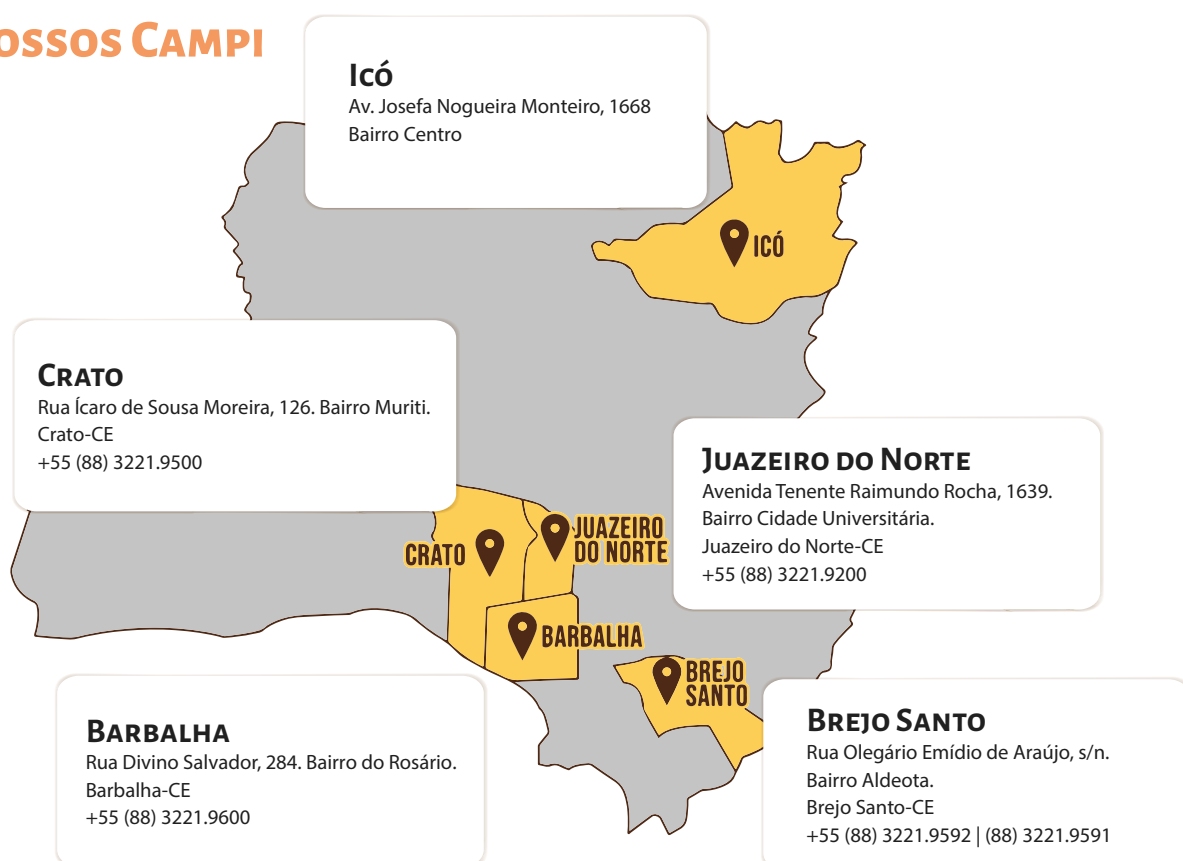 OSSOS CAMPI
Icó
Av. Josefa Nogueira Monteiro, 1668
Bairro Centro
ICÓ
CRATO
Rua Ícaro de Sousa Moreira, 126. Bairro Muriti.
Crato-CE
+55 (88) 3221.9500
JUAZEIRO DO NORTE
Avenida Tenente Raimundo Rocha, 1639.
Bairro Cidade Universitária.
Juazeiro do Norte-CE
+55 (88) 3221.9200
CRATO
JUAZEIRO
DO NORTE
BARBALHA
BREJO
SANTO
BARBALHA
Rua Divino Salvador, 284. Bairro do Rosário.
Barbalha-CE
+55 (88) 3221.9600
BREJO SANTO
Rua Olegário Emídio de Araújo, s/n.
Bairro Aldeota.
Brejo Santo-CE
+55 (88) 3221.9592 | (88) 3221.9591